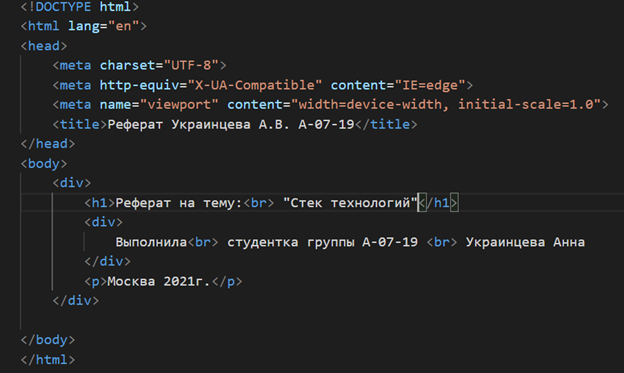 <!DOCTYPE html>
<html lang="en">
<head>
    <meta charset="UTF-8">
    <meta http-equiv="X-UA-Compatible" content="IE=edge">
    <meta name="viewport" content="width=device-width, initial-scale=1.0">
    <title>Реферат Украинцева А.В. А-07-19</title>
</head>
<body>
    <div>
        <h1>Реферат на тему:<br> "Стек технологий"</h1>
        <div>
            Выполнила<br> студентка группы А-07-19 <br> Украинцева Анна
        </div>
        <p>Москва 2021г.</p>
    </div>
</body>
</html>